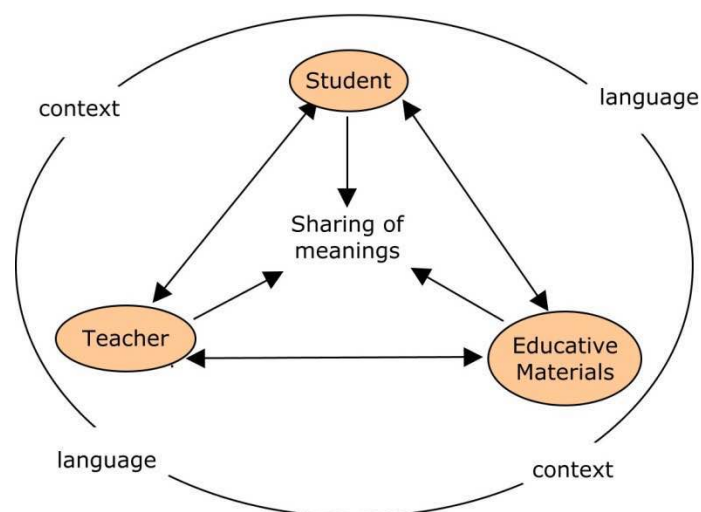 Student
context
language
Sharing of
meanings
Teacher
Educative
Materials
language
context